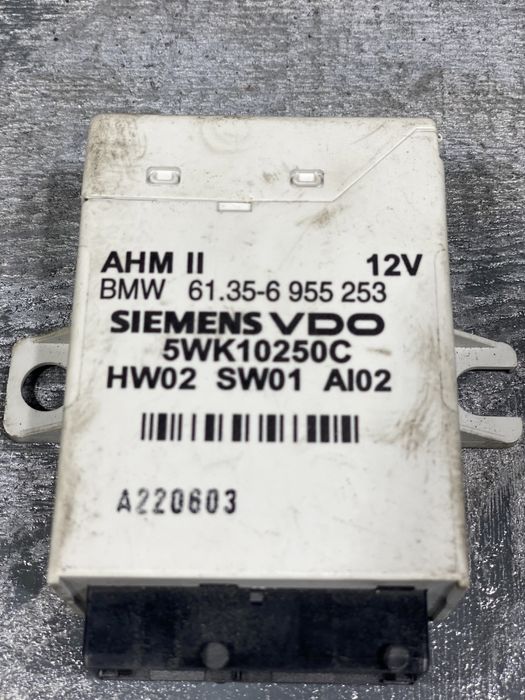 AHM II 12V
BMW 61.35-6 955 253
SIEMENS VDO
5WK10250C
HW02 SW01 AI02
A220603